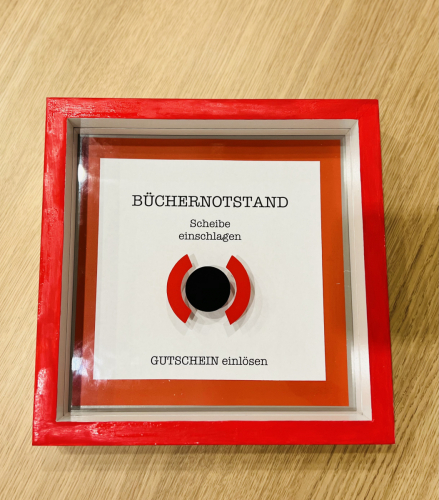 BÜCHERNOTSTAND
Scheibe
einschlagen
GUTSCHEIN einlösen